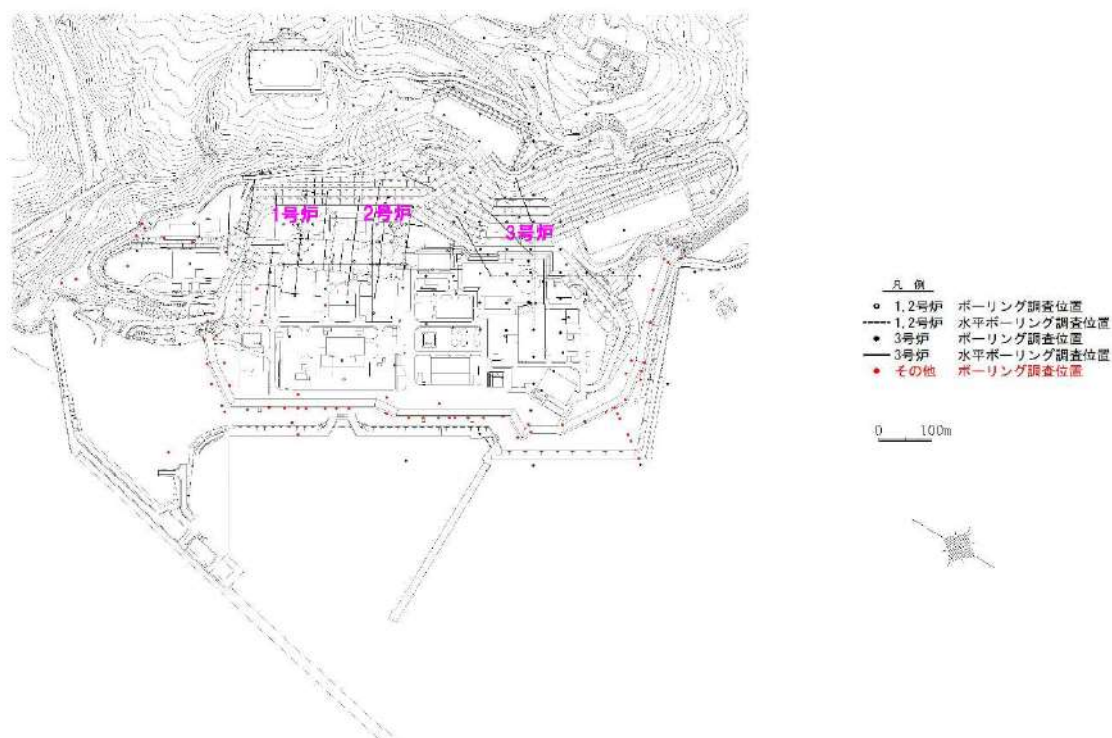 1号炉
2号炉
3号炉
凡 例
1,2号炉 ボーリング調査位置
1,2号炉 水平ボーリング調査位置
3号炉 ボーリング調査位置
3号炉 水平ボーリング調査位置
その他 ボーリング調査位置
0 100m